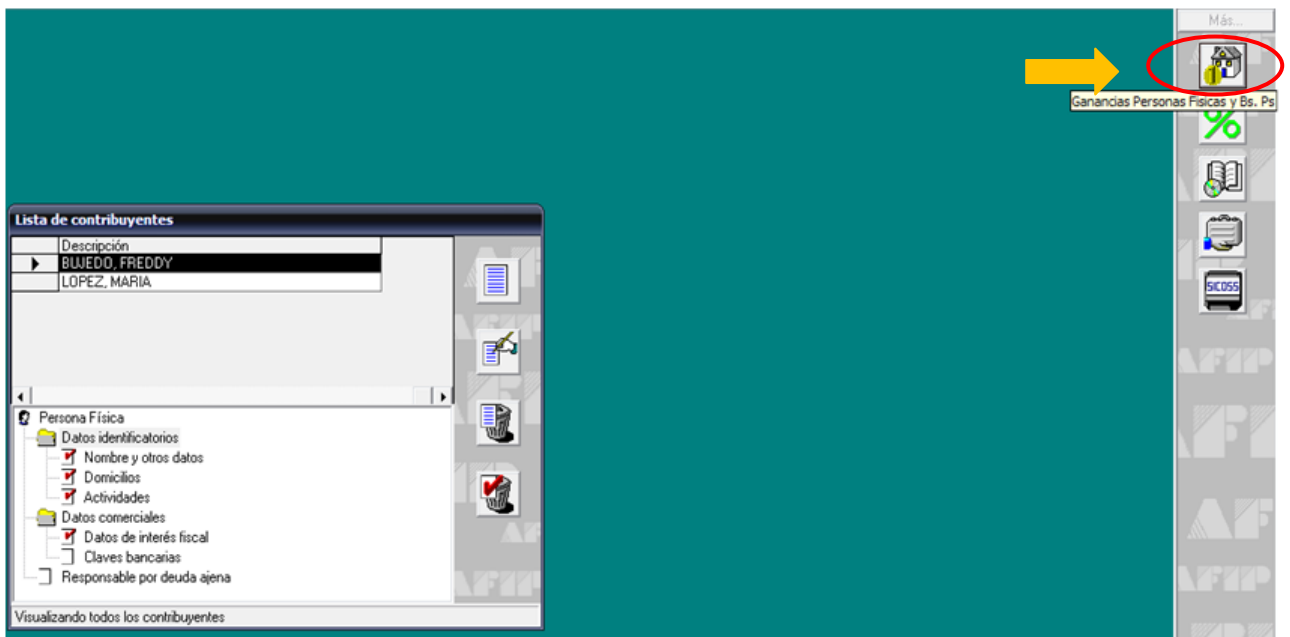 Más...
Ganancias Personas Fisicas y Bs. Ps
SICOSS
Lista de contribuyentes
Descripción
BUJEDO, FREDDY
LOPEZ, MARIA
Persona Física
Datos identificatorios
Nombre y otros datos
Domicilios
Actividades
Datos comerciales
Datos de interés fiscal
Claves bancarias
Responsable por deuda ajena
Visualizando todos los contribuyentes
AFIP